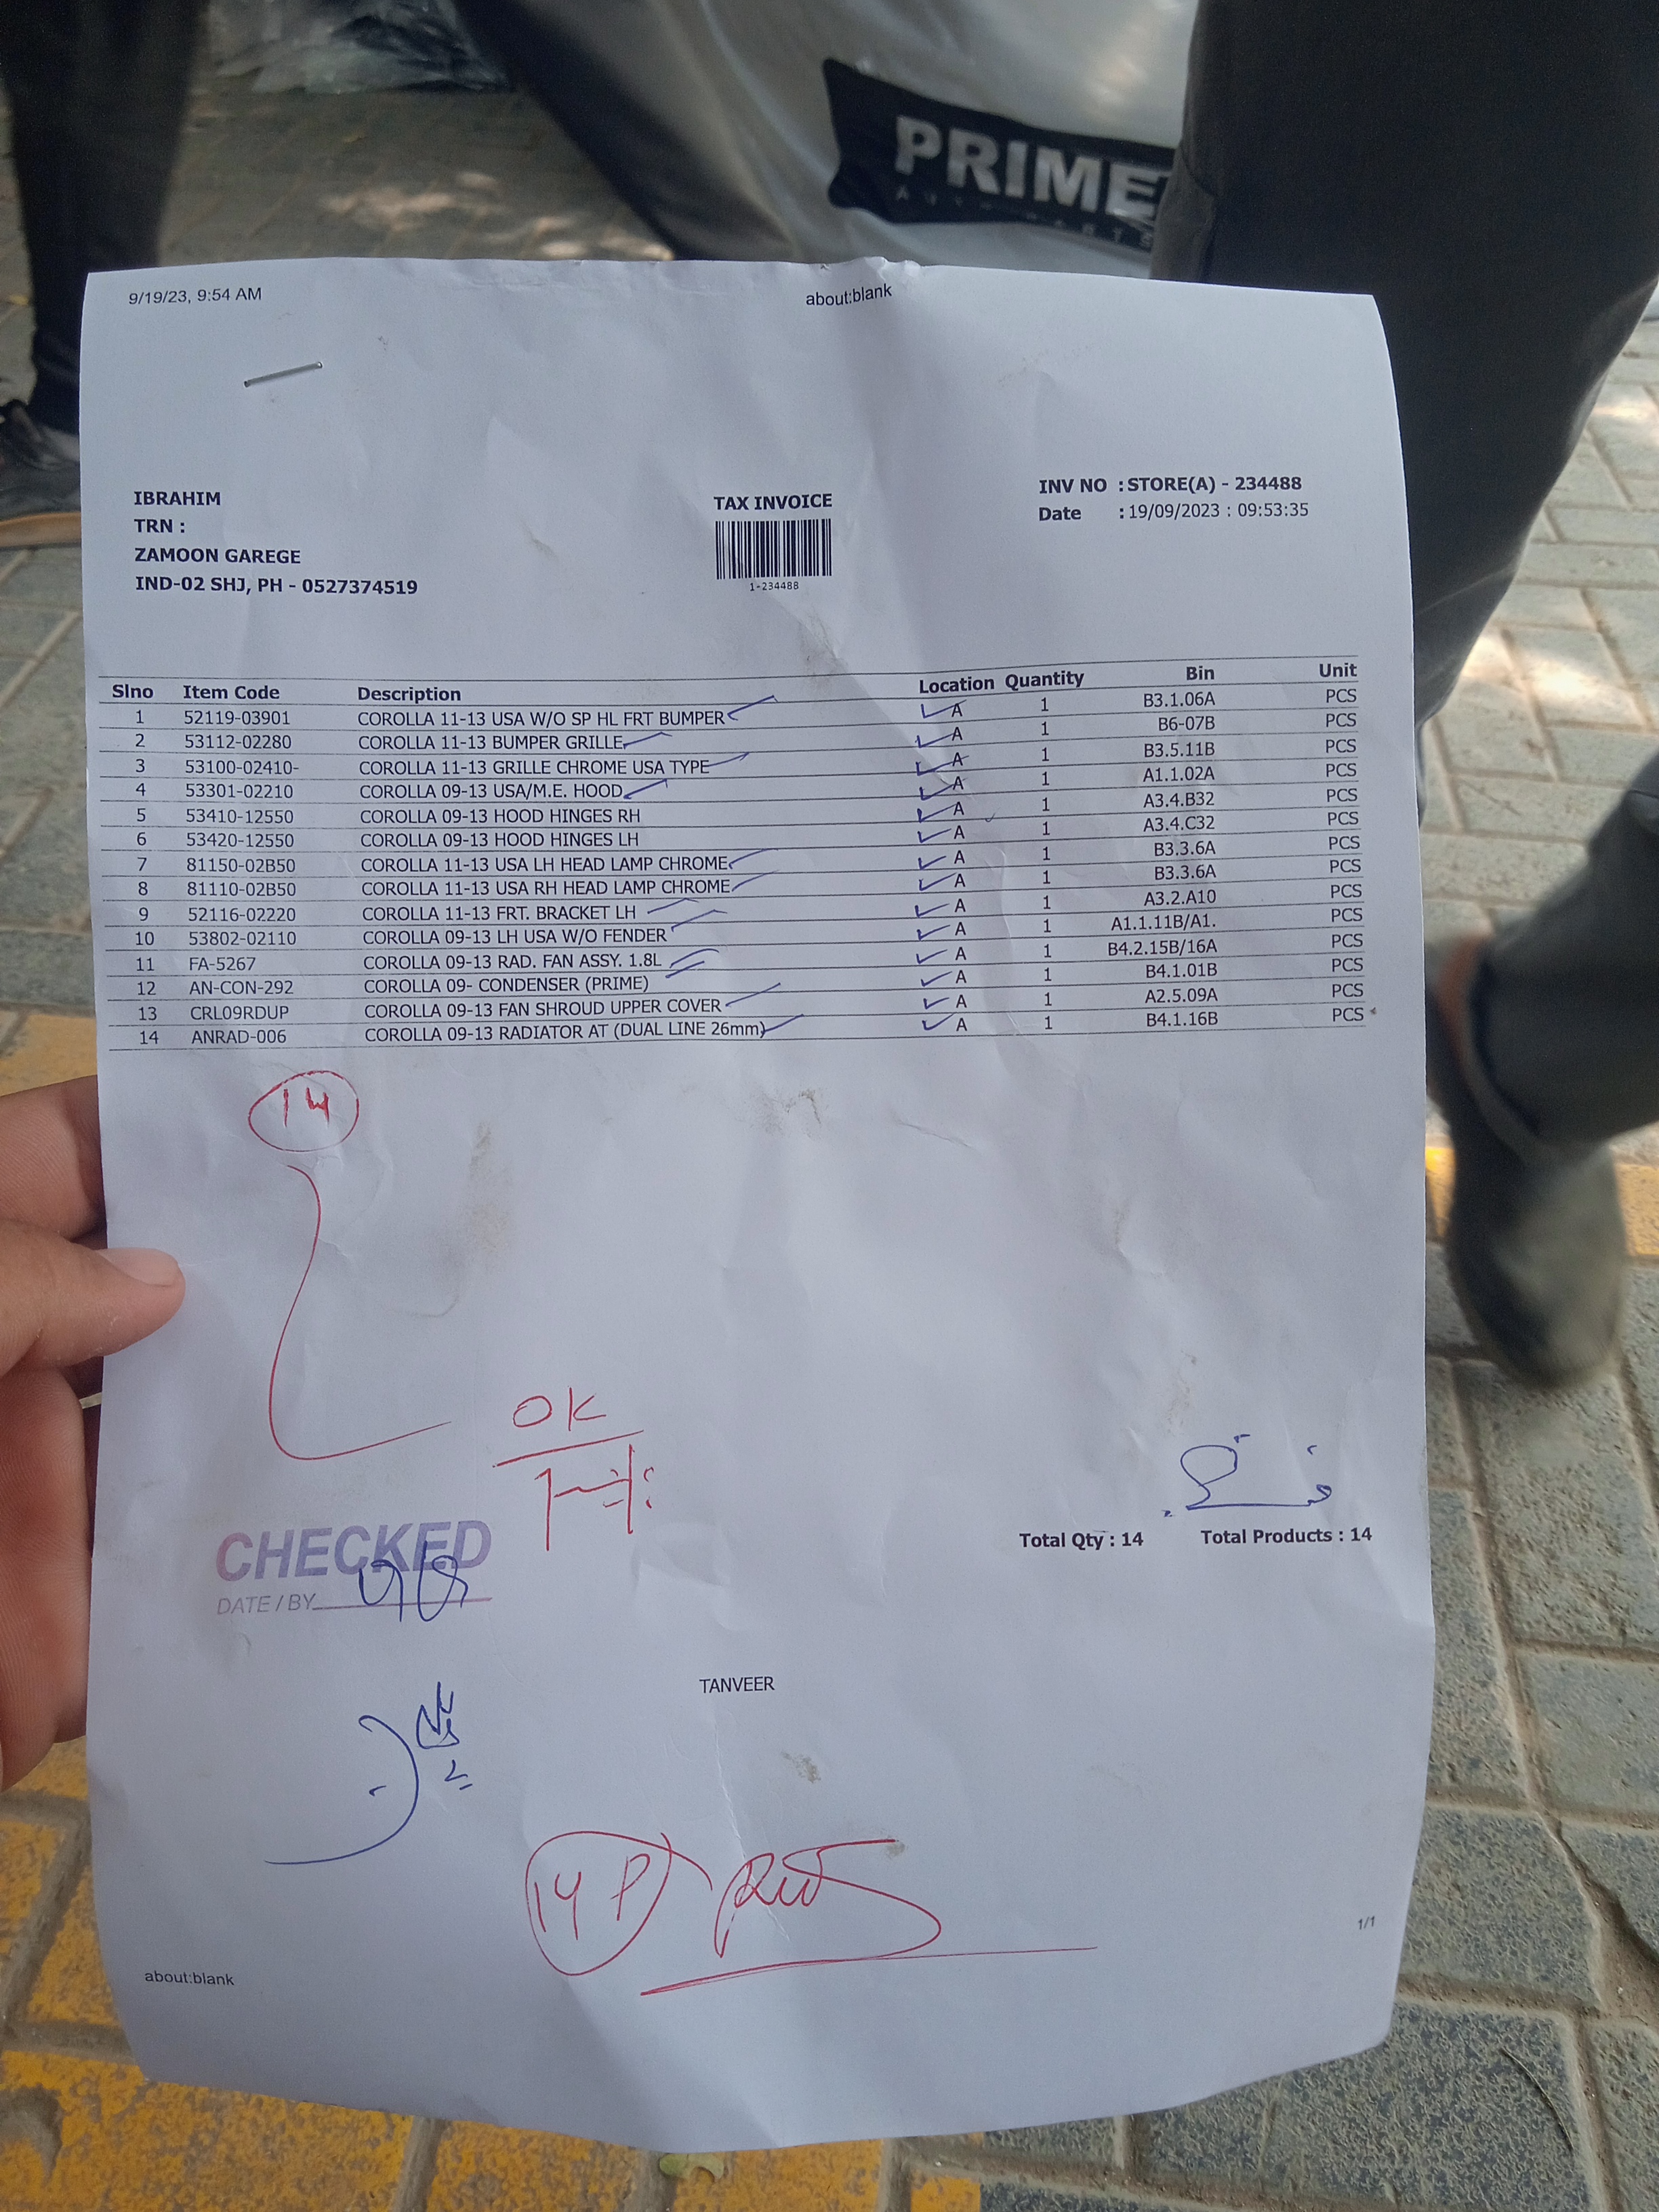 PRIME
AUTO PARTS
9/19/23, 9:54 AM about:blank
IBRAHIM
TRN :
ZAMOON GAREGE
IND-02 SHJ, PH - 0527374519
TAX INVOICE
1-234488
INV NO : STORE(A) - 234488
Date : 19/09/2023 : 09:53:35
Slno Item Code Description Location Quantity Bin Unit
1 52119-03901 COROLLA 11-13 USA W/O SP HL FRT BUMPER A 1 B3.1.06A PCS
2 53112-02280 COROLLA 11-13 BUMPER GRILLE A 1 B6-07B PCS
3 53100-02410- COROLLA 11-13 GRILLE CHROME USA TYPE A 1 B3.5.11B PCS
4 53301-02210 COROLLA 09-13 USA/M.E. HOOD A 1 A1.1.02A PCS
5 53410-12550 COROLLA 09-13 HOOD HINGES RH A 1 A3.4.B32 PCS
6 53420-12550 COROLLA 09-13 HOOD HINGES LH A 1 A3.4.C32 PCS
7 81150-02B50 COROLLA 11-13 USA LH HEAD LAMP CHROME A 1 B3.3.6A PCS
8 81110-02B50 COROLLA 11-13 USA RH HEAD LAMP CHROME A 1 B3.3.6A PCS
9 52116-02220 COROLLA 11-13 FRT. BRACKET LH A 1 A3.2.A10 PCS
10 53802-02110 COROLLA 09-13 LH USA W/O FENDER A 1 A1.1.11B/A1. PCS
11 FA-5267 COROLLA 09-13 RAD. FAN ASSY. 1.8L A 1 B4.2.15B/16A PCS
12 AN-CON-292 COROLLA 09- CONDENSER (PRIME) A 1 B4.1.01B PCS
13 CRL09RDUP COROLLA 09-13 FAN SHROUD UPPER COVER A 1 A2.5.09A PCS
14 ANRAD-006 COROLLA 09-13 RADIATOR AT (DUAL LINE 26mm) A 1 B4.1.16B PCS
14
OK
CHECKED
DATE / BY
Total Qty : 14 Total Products : 14
TANVEER
14 P
1/1
about:blank